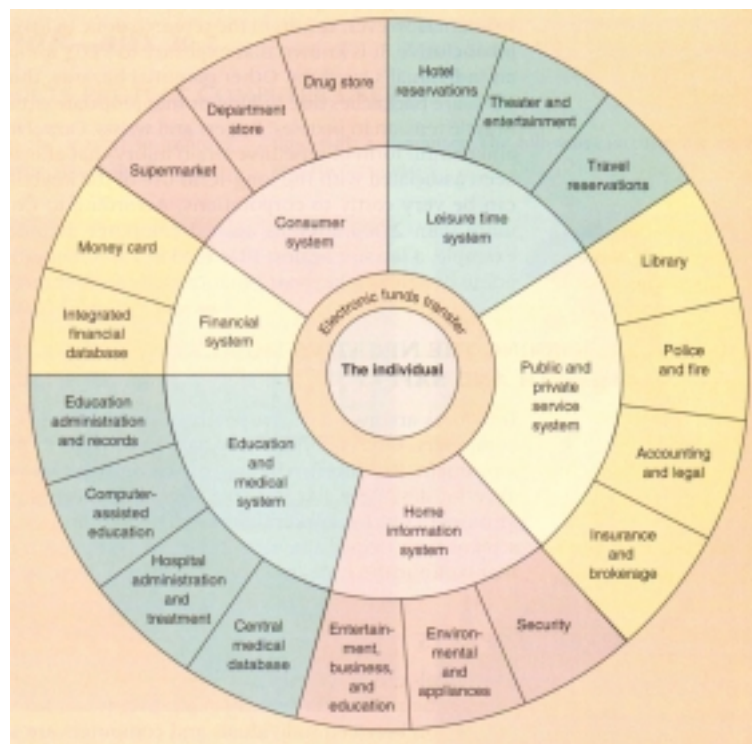 Drug store
Department
store
Supermarket
Hotel
reservations
Theater and
entertainment
Travel
reservations
Consumer
system
Leisure time
system
Money card
Integrated
financial
database
Financial
system
Electronic funds transfer
The individual
Public and
private
service
system
Library
Police
and fire
Accounting
and legal
Insurance
and
brokerage
Education
administration
and records
Computer-
assisted
education
Hospital
administration
and
treatment
Central
medical
database
Education
and
medical
system
Home
information
system
Entertain-
ment,
business,
and
education
Environ-
mental
and
appliances
Security